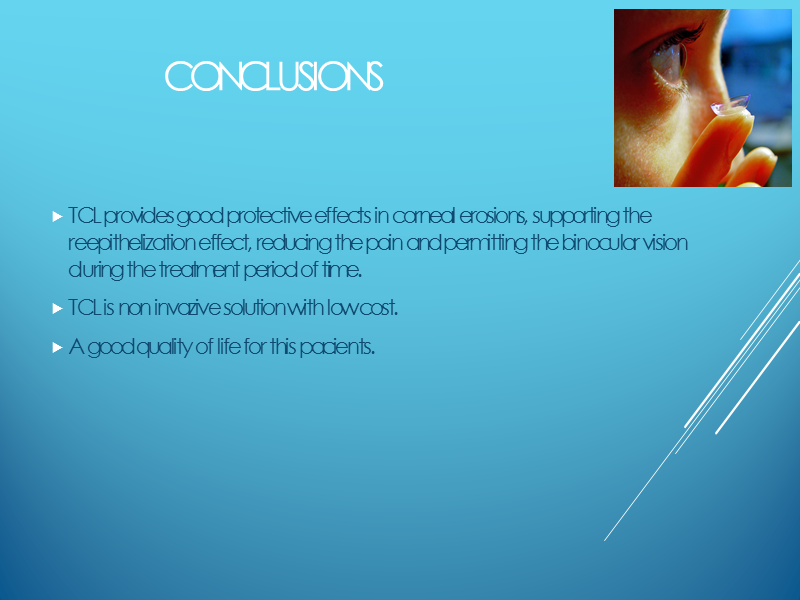 CONCLUSIONS
TCL provides good protective effects in corneal erosions, supporting the
reepithelization effect, reducing the pain and permitting the binocular vision
during the treatment period of time.
TCL is non invazive solution with low cost.
A good quality of life for this pacients.